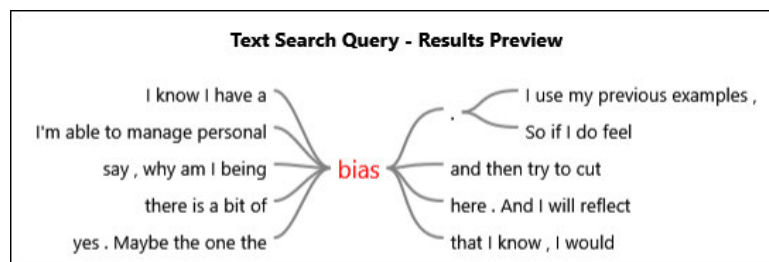 Text Search Query - Results Preview
I know I have a
I'm able to manage personal
say , why am I being
there is a bit of
yes . Maybe the one the
bias
.
I use my previous examples ,
So if I do feel
and then try to cut
here . And I will reflect
that I know , I would